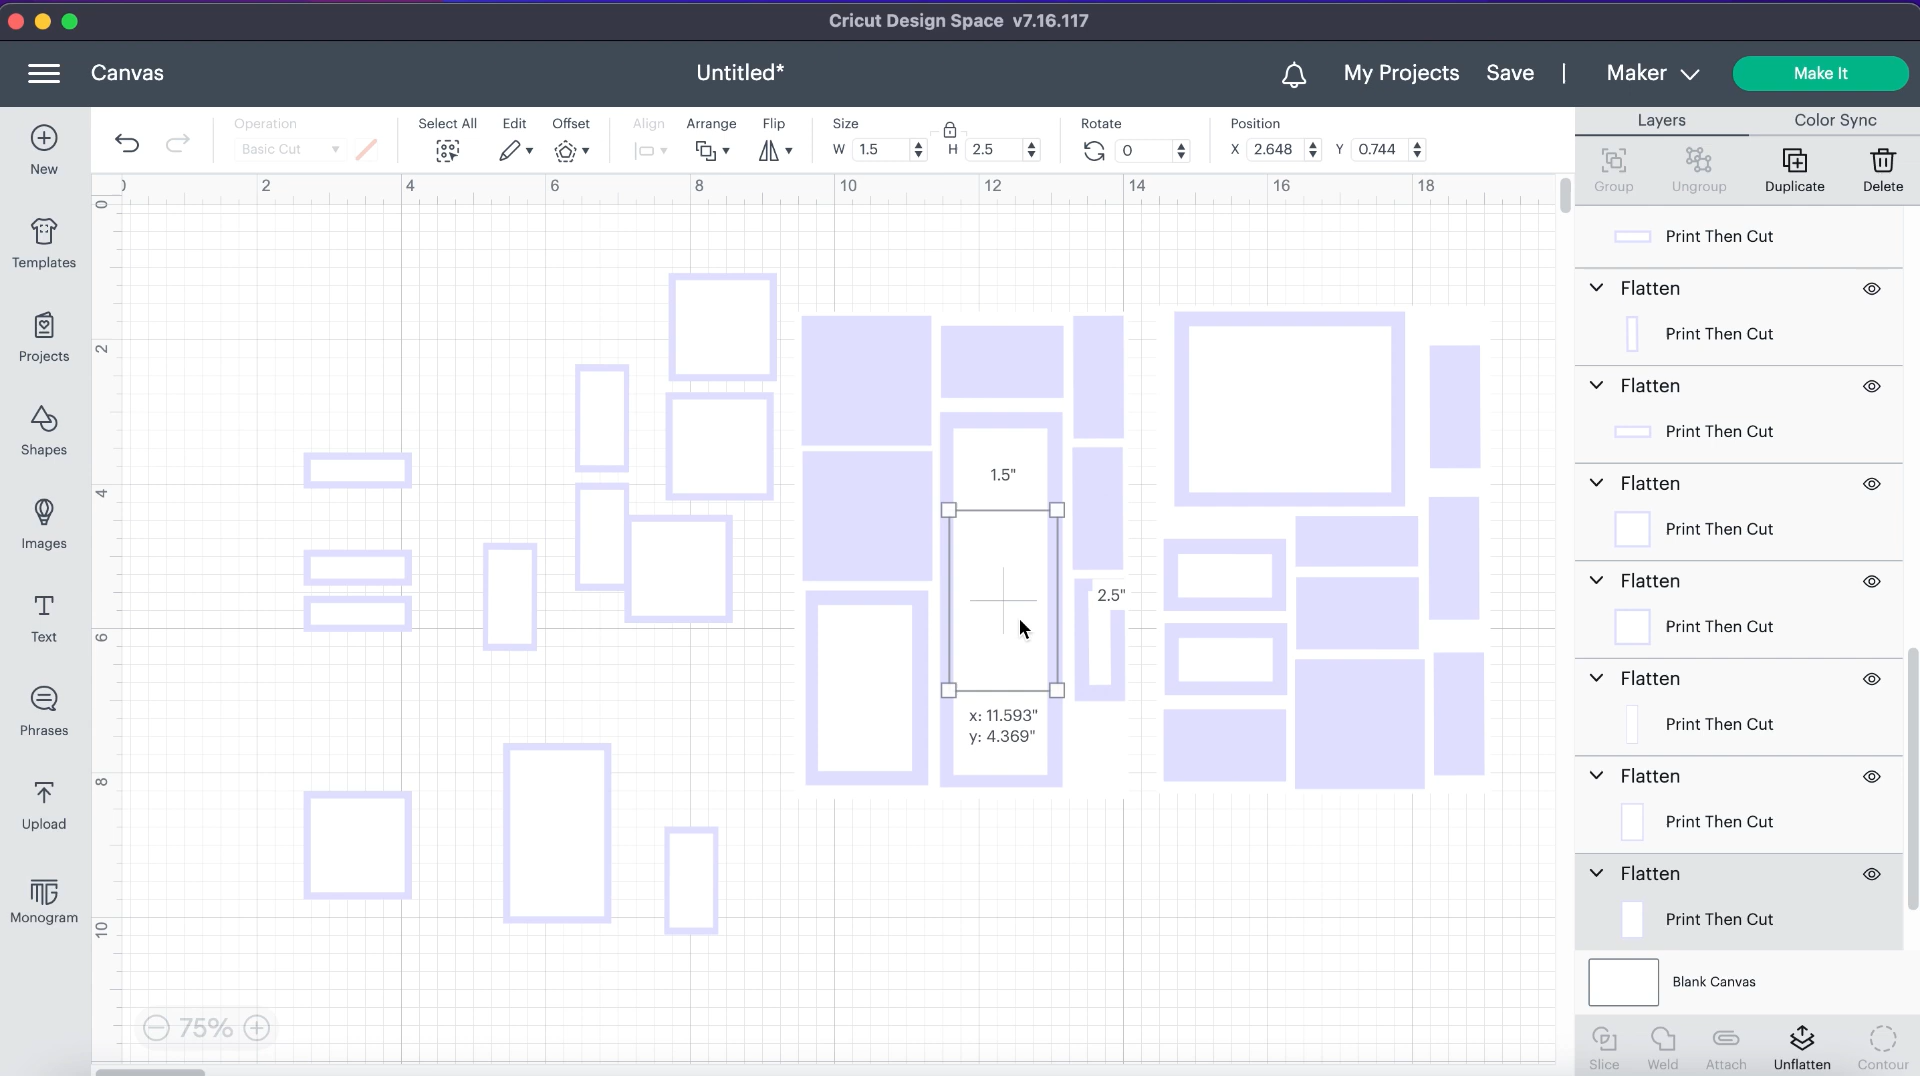 Cricut Design Space v7.16.117
Canvas
Untitled*
My Projects
Save
|
Maker
Make It
New
Templates
Projects
Shapes
Images
Text
Phrases
Upload
Monogram
Operation
Basic Cut
Select All
Edit
Offset
Align
Arrange
Flip
Size
W 1.5
H 2.5
Rotate
0
Position
X 2.648
Y 0.744
0 2 4 6 8 10 12 14 16 18
0
2
4
6
8
10
1.5"
2.5"
x: 11.593"
y: 4.369"
75%
Layers
Color Sync
Group
Ungroup
Duplicate
Delete
Print Then Cut
Flatten
Print Then Cut
Flatten
Print Then Cut
Flatten
Print Then Cut
Flatten
Print Then Cut
Flatten
Print Then Cut
Flatten
Print Then Cut
Flatten
Print Then Cut
Blank Canvas
Slice
Weld
Attach
Unflatten
Contour